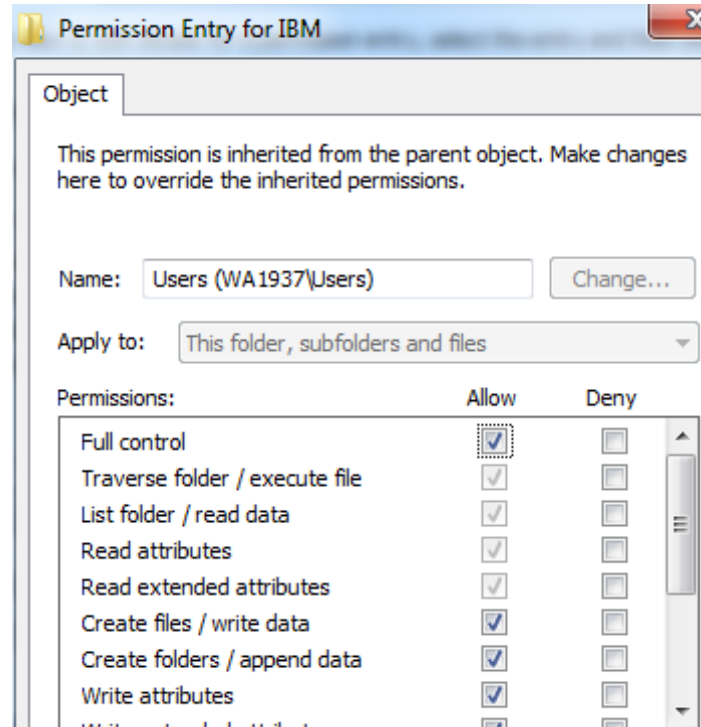 Permission Entry for IBM
Object
This permission is inherited from the parent object. Make changes
here to override the inherited permissions.
Name: Users (WA1937\Users) Change...
Apply to: This folder, subfolders and files
Permissions: Allow Deny
Full control
Traverse folder / execute file
List folder / read data
Read attributes
Read extended attributes
Create files / write data
Create folders / append data
Write attributes